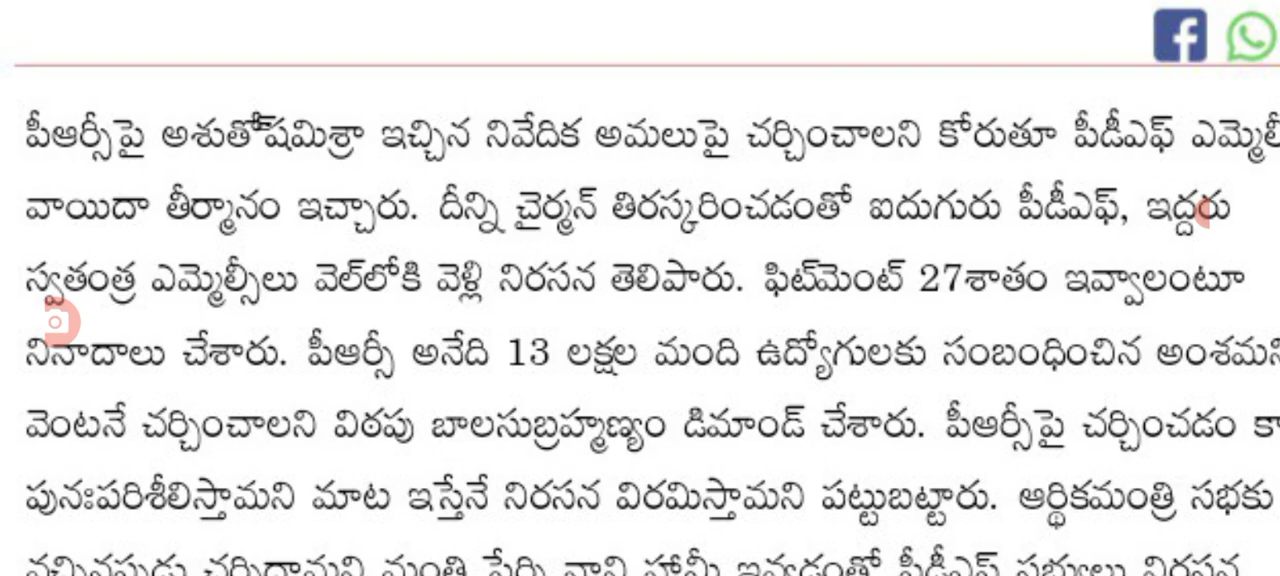 పీఆర్సీపై అశుతోష్‌మిశ్రా ఇచ్చిన నివేదిక అమలుపై చర్చించాలని కోరుతూ పీడీఎఫ్ ఎమ్మెల్సీ
వాయిదా తీర్మానం ఇచ్చారు. దీన్ని చైర్మన్ తిరస్కరించడంతో ఐదుగురు పీడీఎఫ్, ఇద్దరు
స్వతంత్ర ఎమ్మెల్సీలు వెల్‌లోకి వెళ్లి నిరసన తెలిపారు. ఫిట్‌మెంట్ 27శాతం ఇవ్వాలంటూ
నినాదాలు చేశారు. పీఆర్సీ అనేది 13 లక్షల మంది ఉద్యోగులకు సంబంధించిన
వెంటనే చర్చించాలని విఠపు బాలసుబ్రహ్మణ్యం డిమాండ్ చేశారు. పీఆర్సీపై చర్చించడం
పునఃపరిశీలిస్తామని మాట ఇస్తేనే నిరసన విరమిస్తామని పట్టుబట్టారు. ఆర్థికమంత్రి సభకు